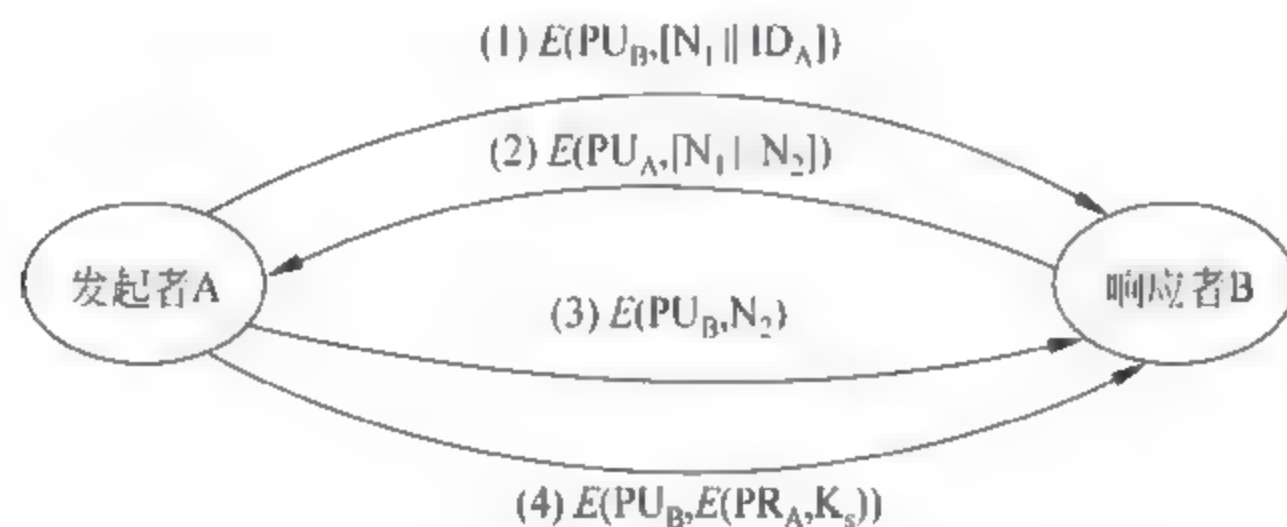 (1) E(PU_B,[N_1 || ID_A])
(2) E(PU_A,[N_1 | N_2])
发起者A
响应者B
(3) E(PU_B,N_2)
(4) E(PU_B,E(PR_A,K_s))